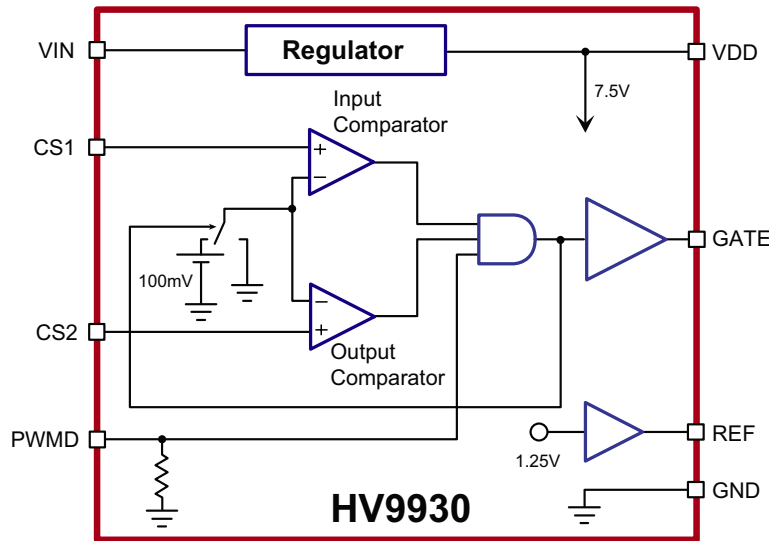 VIN
Regulator
VDD
7.5V
Input
Comparator
CS1
+
−
GATE
100mV
−
+
CS2
Output
Comparator
PWMD
REF
1.25V
GND
HV9930